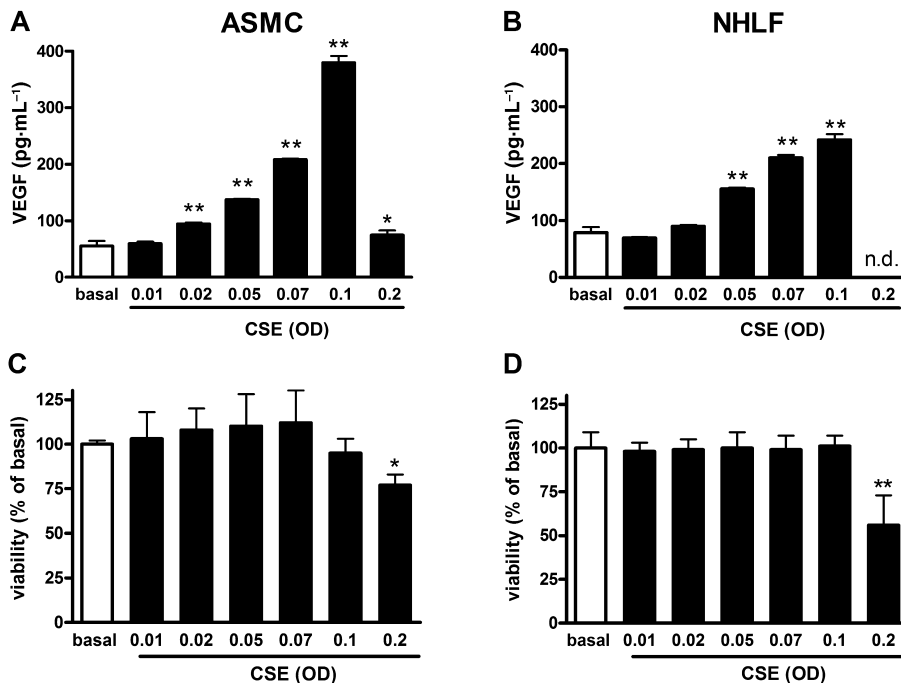 A ASMC
VEGF (pg·mL⁻¹)
400
300
200
100
0
**
**
**
**
*
basal 0.01 0.02 0.05 0.07 0.1 0.2
CSE (OD)
B NHLF
VEGF (pg·mL⁻¹)
400
300
200
100
0
**
**
**
n.d.
basal 0.01 0.02 0.05 0.07 0.1 0.2
CSE (OD)
C
viability (% of basal)
125
100
75
50
25
0
*
basal 0.01 0.02 0.05 0.07 0.1 0.2
CSE (OD)
D
viability (% of basal)
125
100
75
50
25
0
**
basal 0.01 0.02 0.05 0.07 0.1 0.2
CSE (OD)